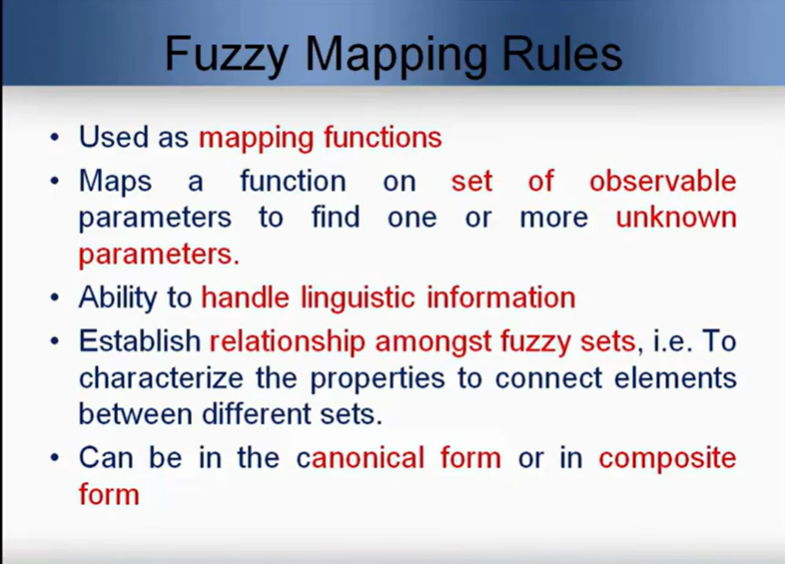 Fuzzy Mapping Rules
• Used as mapping functions
• Maps a function on set of observable
parameters to find one or more unknown
parameters.
• Ability to handle linguistic information
• Establish relationship amongst fuzzy sets, i.e. To
characterize the properties to connect elements
between different sets.
• Can be in the canonical form or in composite
form